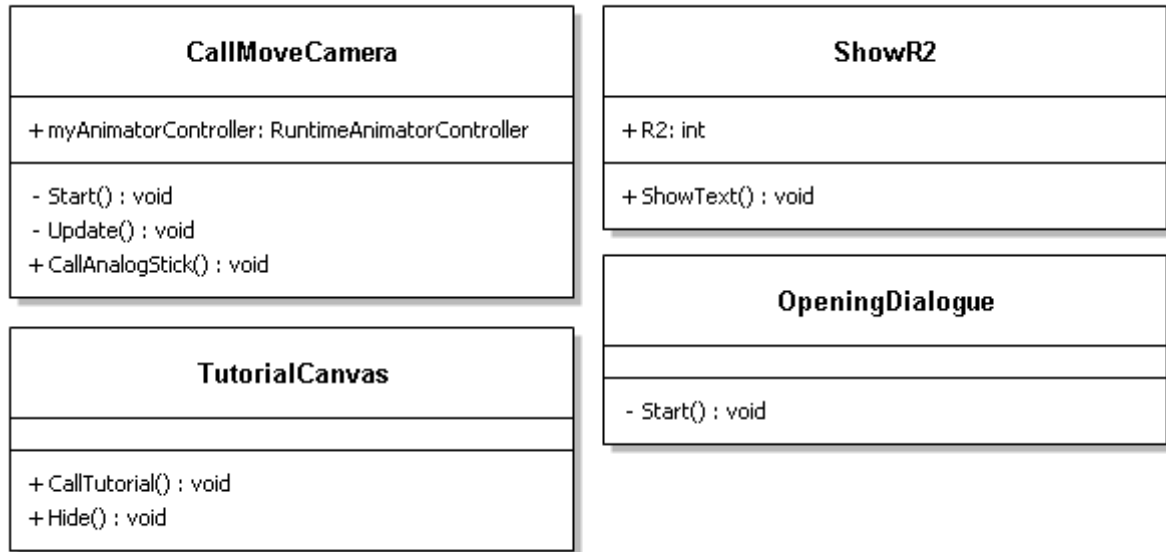 CallMoveCamera
+ myAnimatorController: RuntimeAnimatorController
- Start() : void
- Update() : void
+ CallAnalogStick() : void
TutorialCanvas
+ CallTutorial() : void
+ Hide() : void
ShowR2
+ R2: int
+ ShowText() : void
OpeningDialogue
- Start() : void